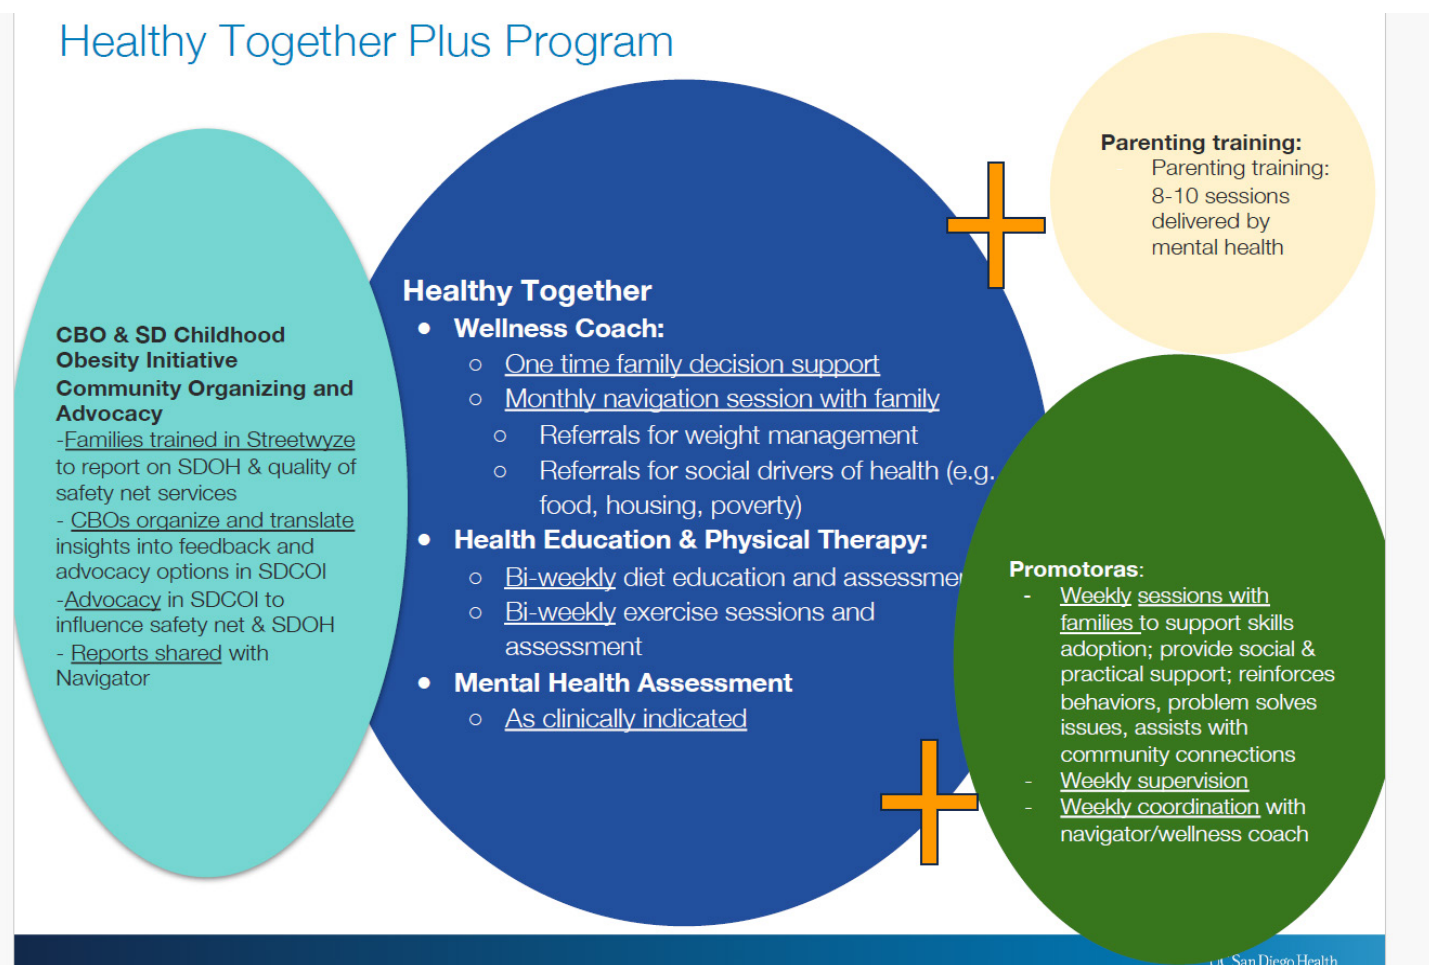 Healthy Together Plus Program
CBO & SD Childhood
Obesity Initiative
Community Organizing and
Advocacy
-Families trained in Streetwyze
to report on SDOH & quality of
safety net services
- CBOs organize and translate
insights into feedback and
advocacy options in SDCOI
-Advocacy in SDCOI to
influence safety net & SDOH
- Reports shared with
Navigator
Healthy Together
● Wellness Coach:
○ One time family decision support
○ Monthly navigation session with family
○ Referrals for weight management
○ Referrals for social drivers of health (e.g.
food, housing, poverty)
● Health Education & Physical Therapy:
○ Bi-weekly diet education and assessme
○ Bi-weekly exercise sessions and
assessment
● Mental Health Assessment
○ As clinically indicated
Parenting training:
Parenting training:
8-10 sessions
delivered by
mental health
Promotoras:
- Weekly sessions with
families to support skills
adoption; provide social &
practical support; reinforces
behaviors, problem solves
issues, assists with
community connections
- Weekly supervision
- Weekly coordination with
navigator/wellness coach
San Diego Health